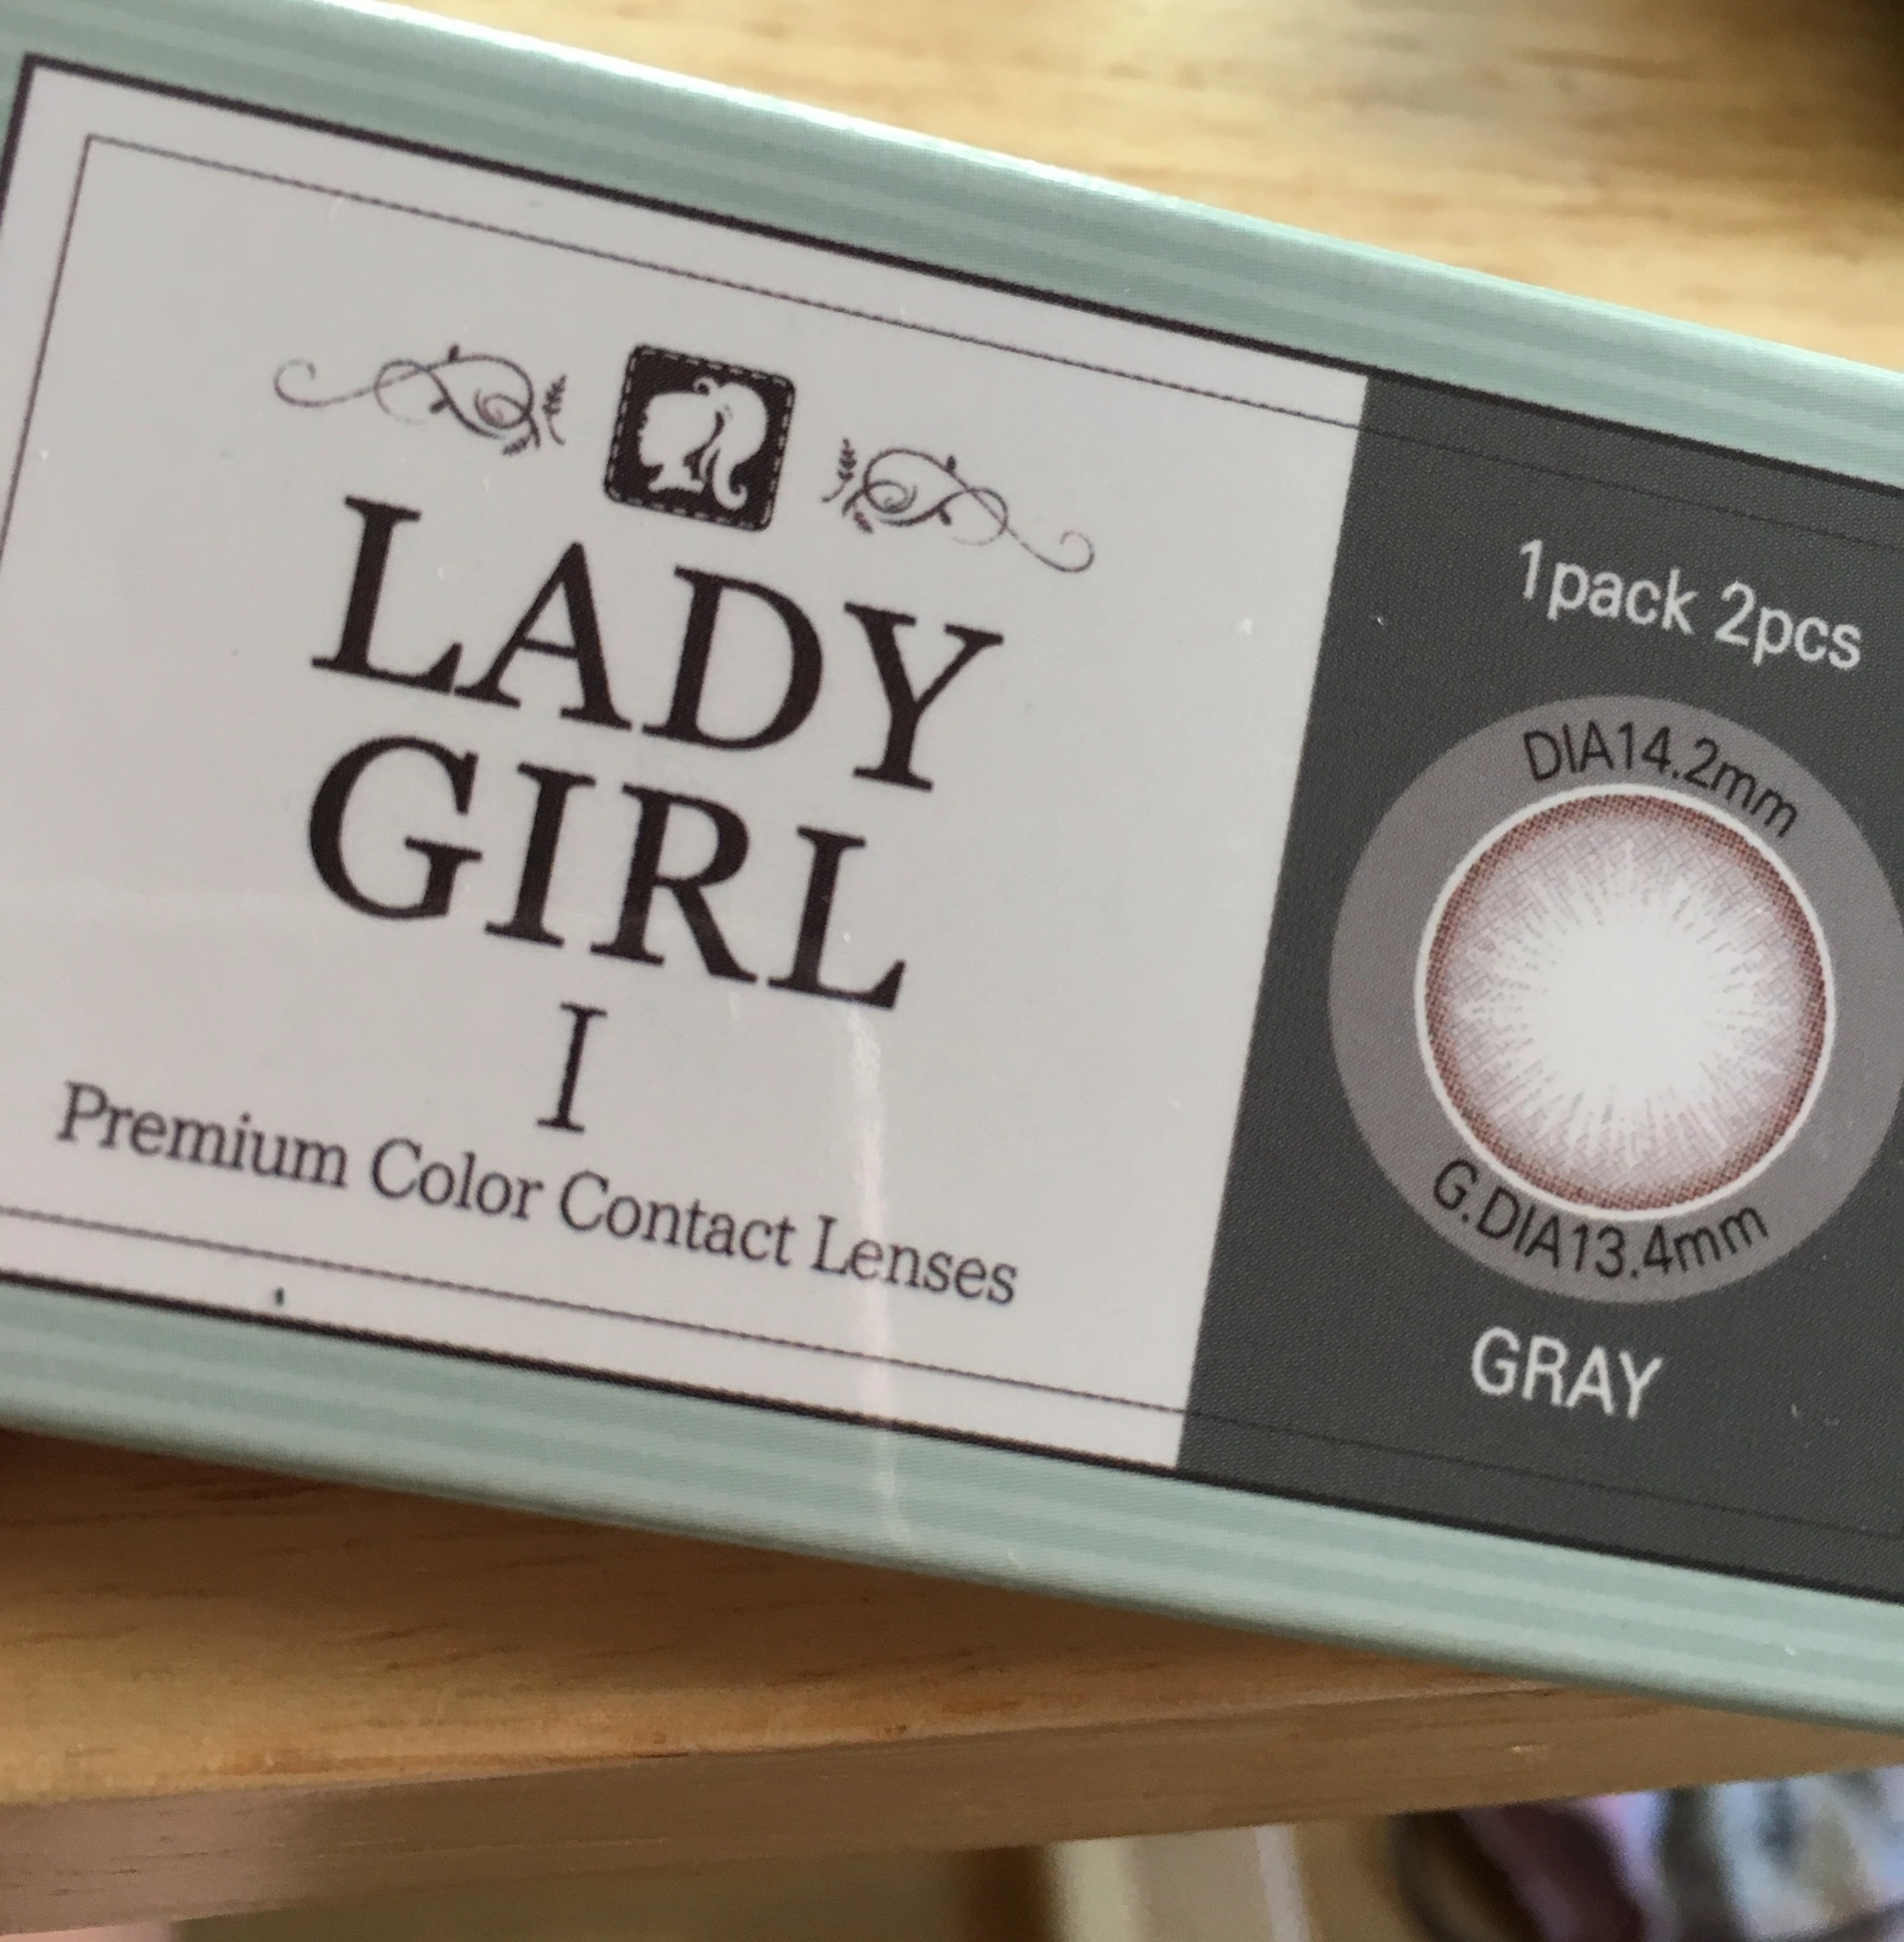 LADY
GIRL
I
Premium Color Contact Lenses
1pack 2pcs
DIA14.2mm
G.DIA13.4mm
GRAY